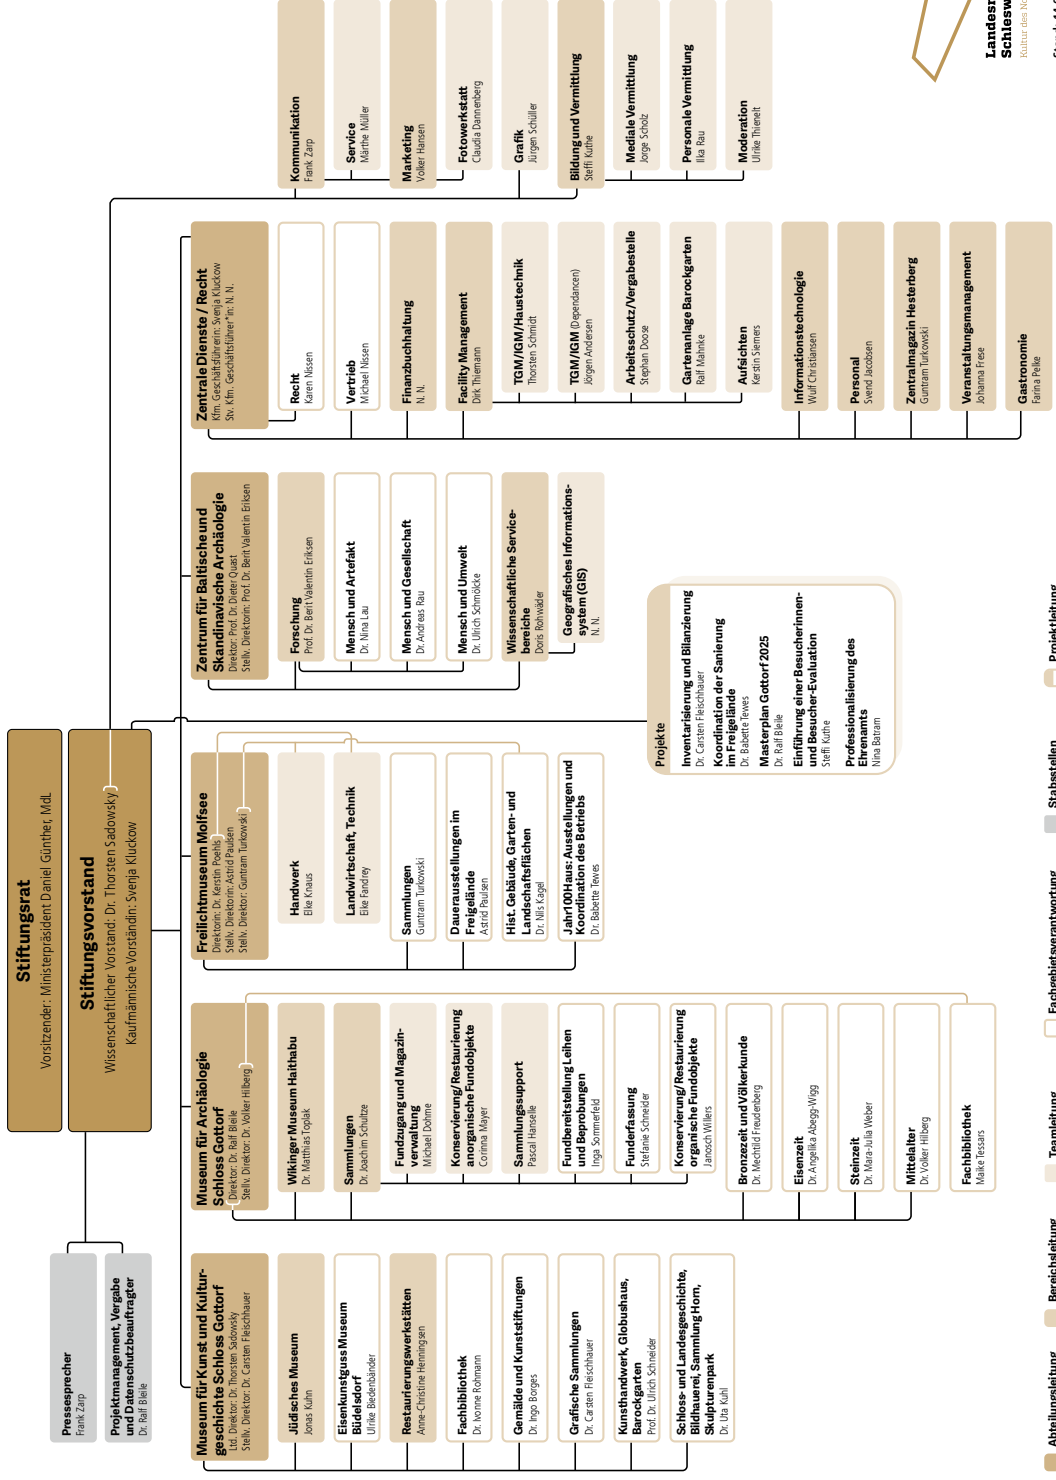 Stiftungsrat
Vorsitzender: Ministerpräsident Daniel Günther, MdL
Stiftungsvorstand
Wissenschaftlicher Vorstand: Dr. Thorsten Sadowsky
Kaufmännische Vorständin: Svenja Kluckow
Pressesprecher
Frank Zarp
Projektmanagement, Vergabe
und Datenschutzbeauftragter
Dr. Ralf Bleile
Museum für Kunst und Kultur-
geschichte Schloss Gottorf
Ltd. Direktor: Dr. Thorsten Sadowsky
Stellv. Direktor: Dr. Carsten Fleischhauer
Jüdisches Museum
Jonas Kuhn
Eisenkunstguss Museum
Büdelsdorf
Ulrike Biedenbänder
Restaurierungswerkstätten
Anne-Christine Henningsen
Fachbibliothek
Dr. Ivonne Rohmann
Gemälde und Kunststiftungen
Dr. Ingo Borges
Grafische Sammlungen
Dr. Carsten Fleischhauer
Kunsthandwerk, Globushaus,
Barockgarten
Prof. Dr. Ulrich Schneider
Schloss- und Landesgeschichte,
Bildhauerei, Sammlung Horn,
Skulpturenpark
Dr. Uta Kuhl
Museum für Archäologie
Schloss Gottorf
Direktor: Dr. Ralf Bleile
Stellv. Direktor: Dr. Volker Hilberg
Wikinger Museum Haithabu
Dr. Matthias Toplak
Sammlungen
Dr. Joachim Schultze
Fundzugang und Magazin-
verwaltung
Michael Dohme
Konservierung/Restaurierung
anorganische Fundobjekte
Corinna Mayer
Sammlungssupport
Pascal Hanselle
Fundbereitstellung Leihen
und Beprobungen
Inga Sommerfeld
Funderfassung
Stefanie Schneider
Konservierung/Restaurierung
organische Fundobjekte
Janosch Willers
Bronzezeit und Völkerkunde
Dr. Mechtild Freudenberg
Eisenzeit
Dr. Angelika Abegg-Wigg
Steinzeit
Dr. Mara-Julia Weber
Mittelalter
Dr. Volker Hilberg
Fachbibliothek
Maike Tessars
Freilichtmuseum Molfsee
Direktorin: Dr. Kerstin Poehls
Stellv. Direktorin: Astrid Paulsen
Stellv. Direktor: Guntram Turkowski
Handwerk
Elke Knaus
Landwirtschaft, Technik
Elke Fandrey
Sammlungen
Guntram Turkowski
Dauerausstellungen im
Freigelände
Astrid Paulsen
Hist. Gebäude, Garten- und
Landschaftsflächen
Dr. Nils Kagel
Jahr100Haus: Ausstellungen und
Koordination des Betriebs
Dr. Babette Tewes
Zentrum für Baltische und
Skandinavische Archäologie
Direktor: Prof. Dr. Dieter Quast
Stellv. Direktorin: Prof. Dr. Berit Valentin Eriksen
Forschung
Prof. Dr. Berit Valentin Eriksen
Mensch und Artefakt
Dr. Nina Lau
Mensch und Gesellschaft
Dr. Andreas Rau
Mensch und Umwelt
Dr. Ulrich Schmölcke
Wissenschaftliche Service-
bereiche
Doris Rohwäder
Geografisches Informations-
system (GIS)
N. N.
Projekte
Inventarisierung und Bilanzierung
Dr. Carsten Fleischhauer
Koordination der Sanierung
im Freigelände
Dr. Babette Tewes
Masterplan Gottorf 2025
Dr. Ralf Bleile
Einführung einer Besucherinnen-
und Besucher-Evaluation
Steffi Kuthe
Professionalisierung des
Ehrenamts
Nina Batram
Zentrale Dienste / Recht
Kfm. Geschäftsführerin: Svenja Kluckow
Stv. Kfm. Geschäftsführer*in: N. N.
Recht
Karen Nissen
Vertrieb
Michael Nissen
Finanzbuchhaltung
N. N.
Facility Management
Dirk Thiemann
TGM/IGM/Haustechnik
Thorsten Schmidt
TGM/IGM (Dependancen)
Jörgen Andersen
Arbeitsschutz/Vergabestelle
Stephan Doose
Gartenanlage Barockgarten
Ralf Mahnke
Aufsichten
Kerstin Siemers
Informationstechnologie
Wulf Christiansen
Personal
Svend Jacobsen
Zentralmagazin Hesterberg
Guntram Turkowski
Veranstaltungsmanagement
Johanna Frese
Gastronomie
Farina Pelke
Kommunikation
Frank Zarp
Service
Märthe Müller
Marketing
Volker Hansen
Fotowerkstatt
Claudia Dannenberg
Grafik
Jürgen Schüller
Bildung und Vermittlung
Steffi Kuthe
Mediale Vermittlung
Jorge Scholz
Personale Vermittlung
Ilka Rau
Moderation
Ulrike Thienelt
Abteilungsleitung
Bereichsleitung
Teamleitung
Fachgebietsverantwortung
Stabsstellen
Projektleitung
Kultur des